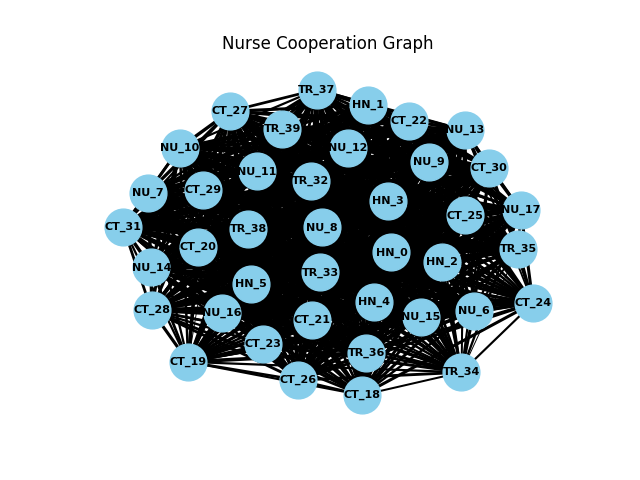 Nurse Cooperation Graph
TR_37
HN_1
CT_27
CT_22
TR_39
NU_13
NU_10
NU_12
NU_9
CT_30
NU_11
TR_32
CT_29
NU_7
HN_3
NU_17
CT_25
CT_31
TR_38
NU_8
CT_20
TR_35
HN_0
HN_2
NU_14
TR_33
HN_5
HN_4
CT_24
CT_28
NU_16
NU_6
NU_15
CT_21
CT_23
TR_36
CT_19
TR_34
CT_26
CT_18